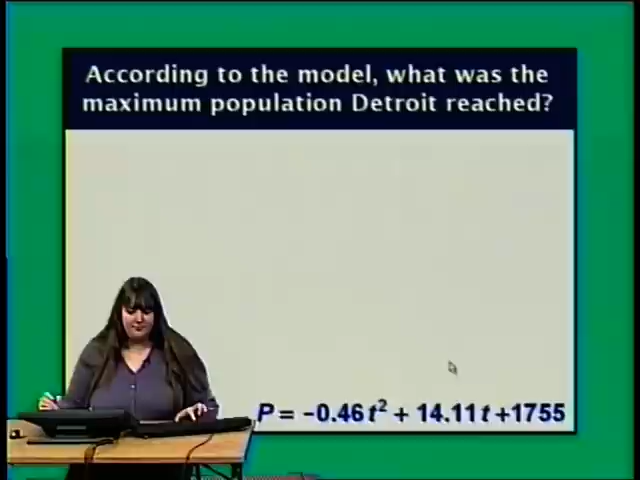 According to the model, what was the
maximum population Detroit reached?
P = −0.46t² + 14.11t +1755